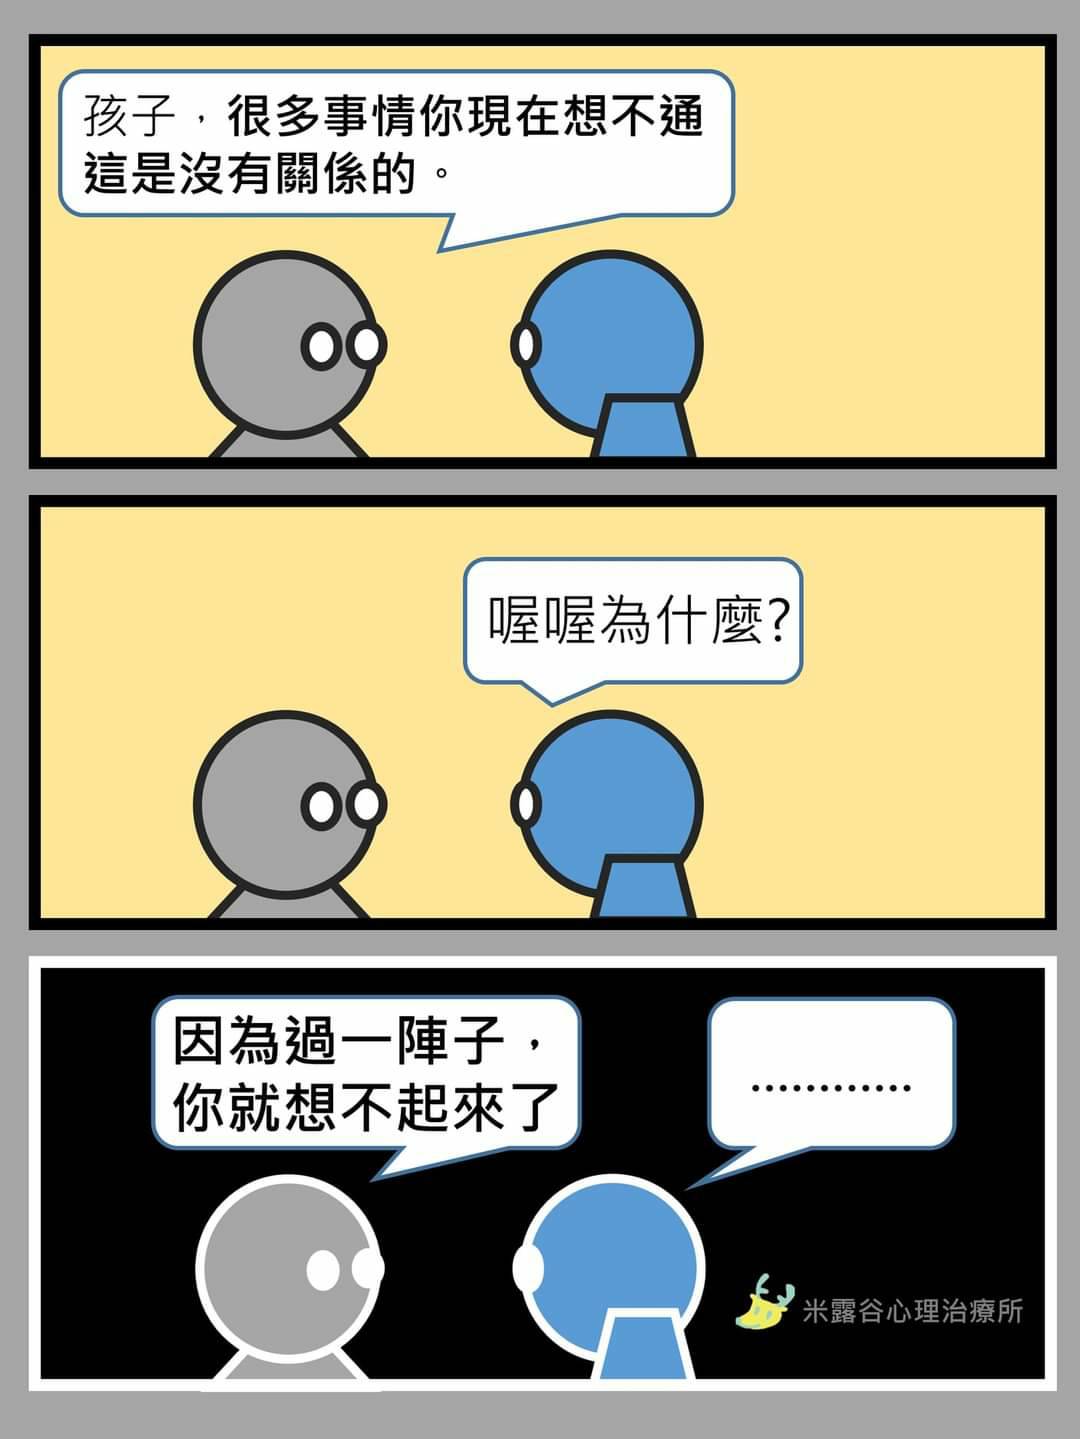 孩子，很多事情你現在想不通
這是沒有關係的。
喔喔為什麼?
因為過一陣子，
你就想不起來了
............
米露谷心理治療所